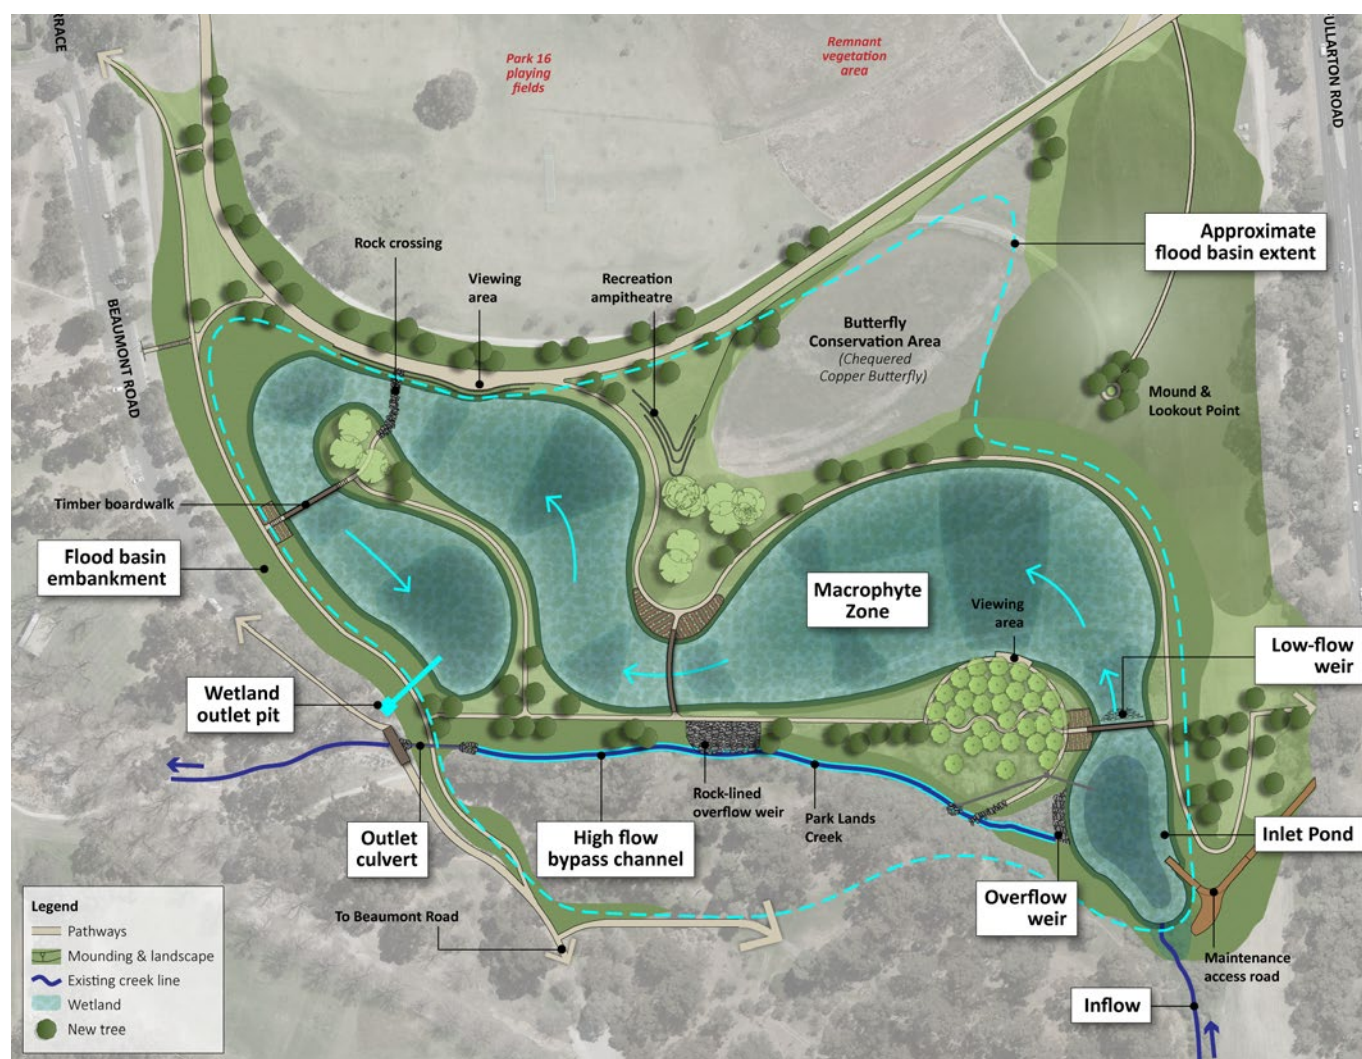 RRACE
Park 16
playing
fields
Remnant
vegetation
area
FULLARTON ROAD
Rock crossing
Viewing
area
Recreation
ampitheatre
Approximate
flood basin extent
BEAUMONT ROAD
Butterfly
Conservation Area
(Chequered
Copper Butterfly)
Mound &
Lookout Point
Timber boardwalk
Flood basin
embankment
Macrophyte
Zone
Viewing
area
Low-flow
weir
Wetland
outlet pit
Outlet
culvert
High flow
bypass channel
Rock-lined
overflow weir
Park Lands
Creek
Inlet Pond
Overflow
weir
To Beaumont Road
Maintenance
access road
Inflow
Legend
Pathways
Mounding & landscape
Existing creek line
Wetland
New tree